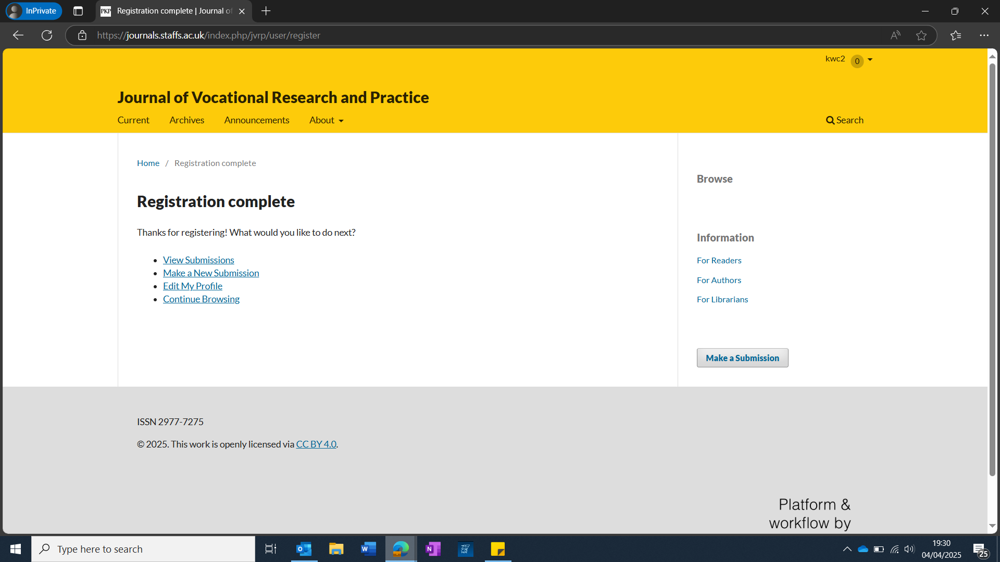 InPrivate
PKP Registration complete | Journal of
https://journals.staffs.ac.uk/index.php/jvrp/user/register
kwc2 0
Journal of Vocational Research and Practice
Current Archives Announcements About Search
Home / Registration complete
Registration complete
Thanks for registering! What would you like to do next?
View Submissions
Make a New Submission
Edit My Profile
Continue Browsing
Browse
Information
For Readers
For Authors
For Librarians
Make a Submission
ISSN 2977-7275
© 2025. This work is openly licensed via CC BY 4.0.
Platform &
workflow by
Type here to search
19:30
04/04/2025
25